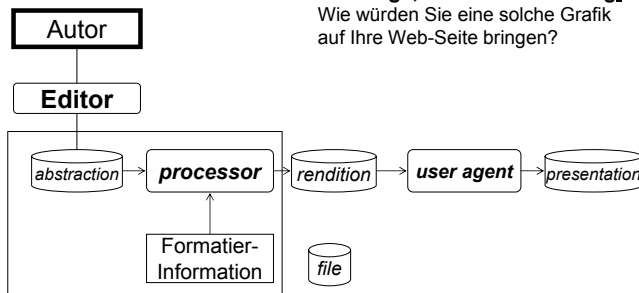 Wie würden Sie eine solche Grafik
auf Ihre Web-Seite bringen?
Autor
Editor
abstraction
processor
rendition
user agent
presentation
Formatier-
Information
file